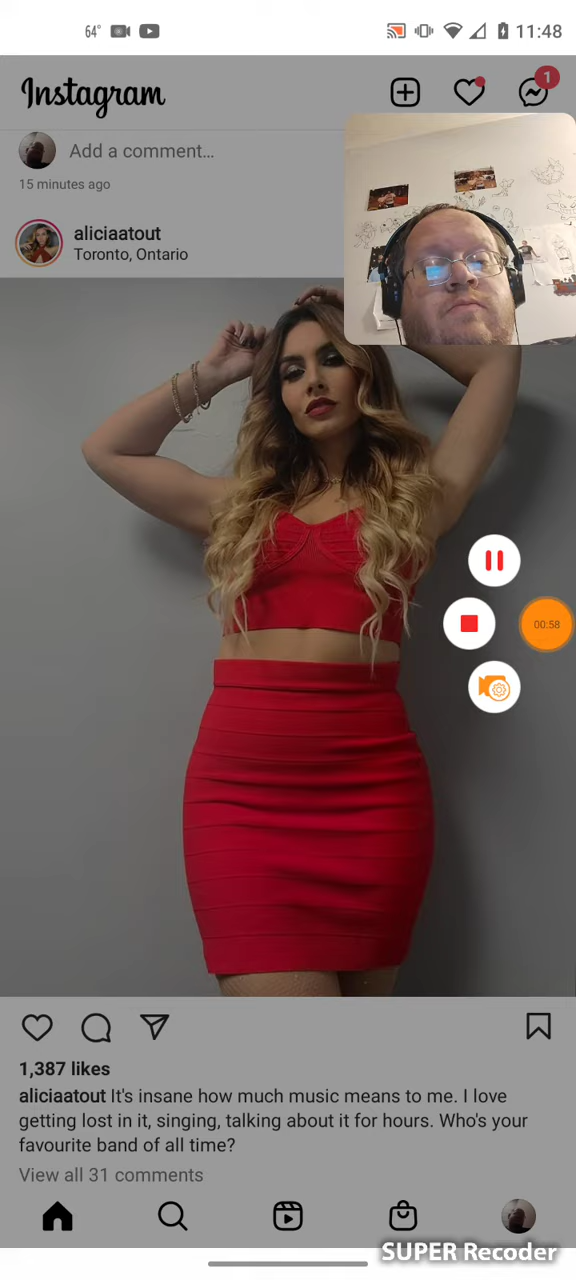 64° 11:48
Instagram 1
Add a comment...
15 minutes ago
aliciaatout
Toronto, Ontario
00:58
1,387 likes
aliciaatout It's insane how much music means to me. I love
getting lost in it, singing, talking about it for hours. Who's your
favourite band of all time?
View all 31 comments
SUPER Recoder